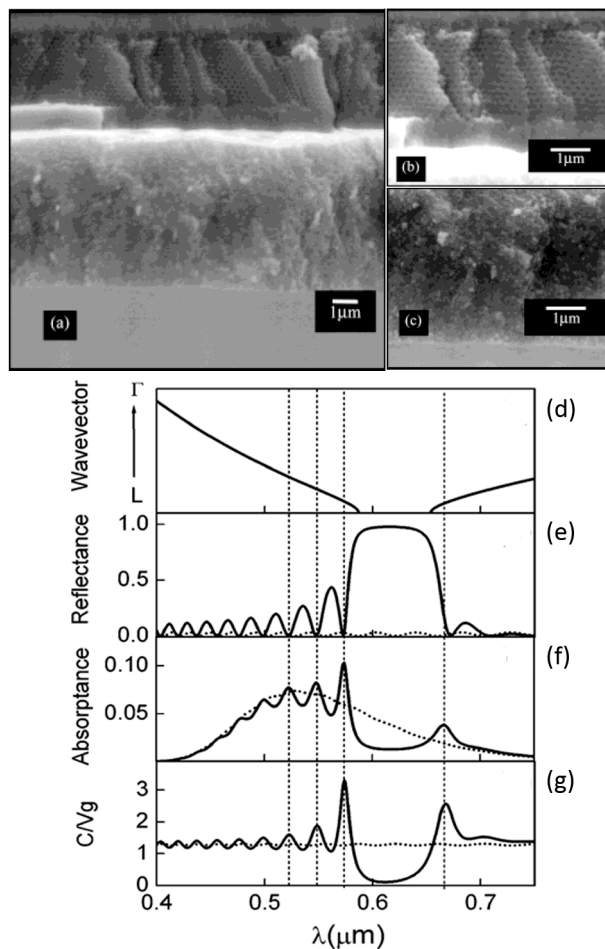 (a)
1μm
(b)
1μm
(c)
1μm
Γ
L
Wavevector
(d)
Reflectance
1.0
0.5
0.0
(e)
Absorptance
0.10
0.05
(f)
C/Vg
3
2
1
0
(g)
0.4 0.5 0.6 0.7
λ(μm)